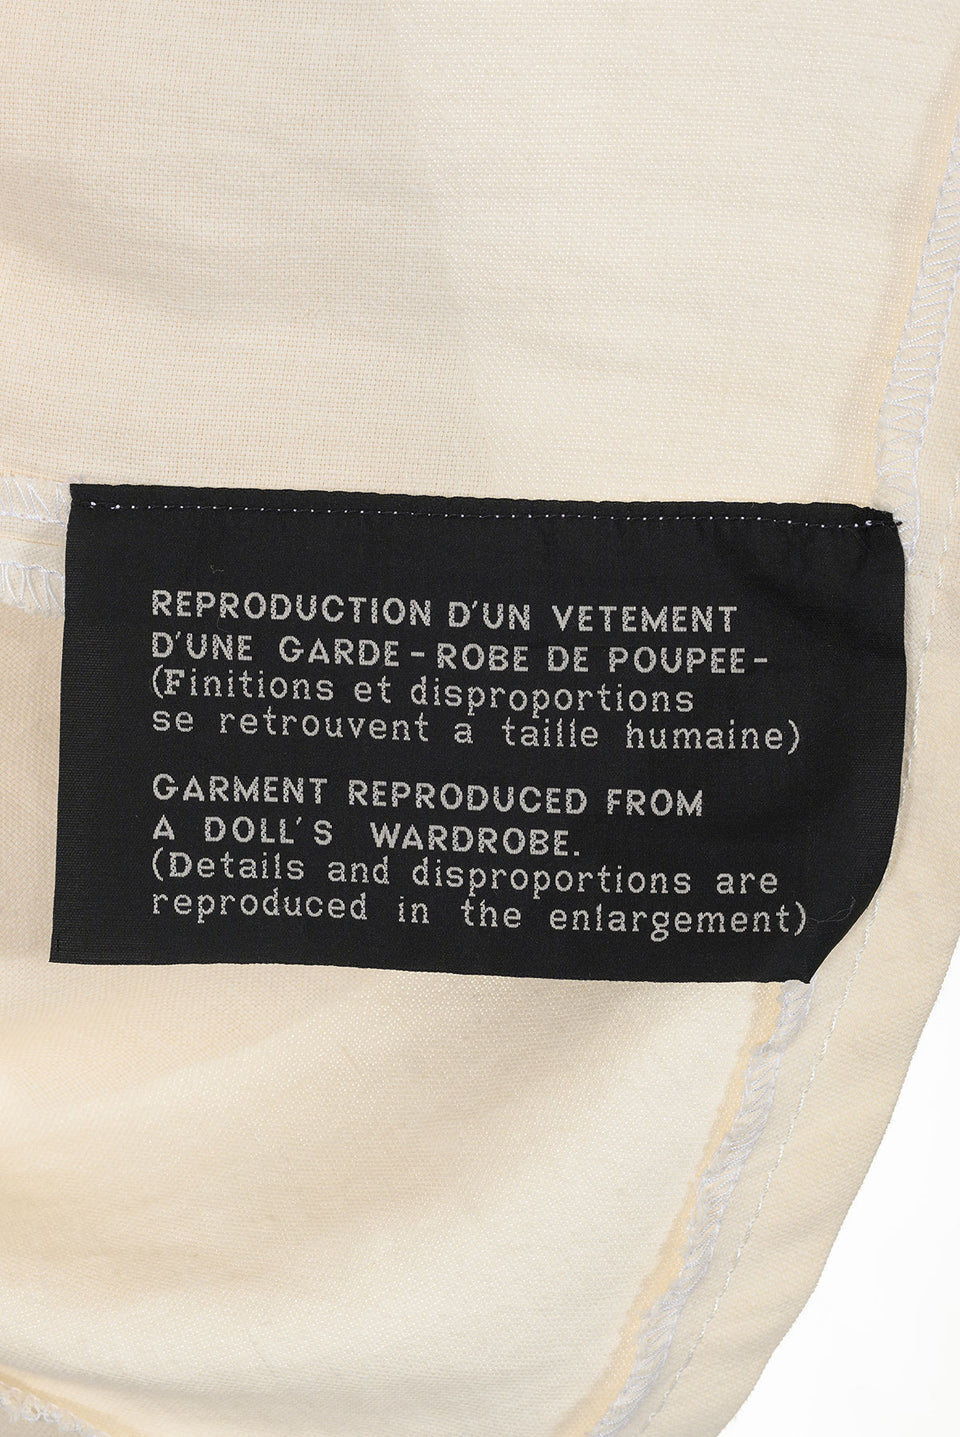 REPRODUCTION D'UN VETEMENT
D'UNE GARDE-ROBE DE POUPEE-
(Finitions et disproportions
se retrouvent a taille humaine)
GARMENT REPRODUCED FROM
A DOLL'S WARDROBE.
(Details and disproportions are
reproduced in the enlargement)